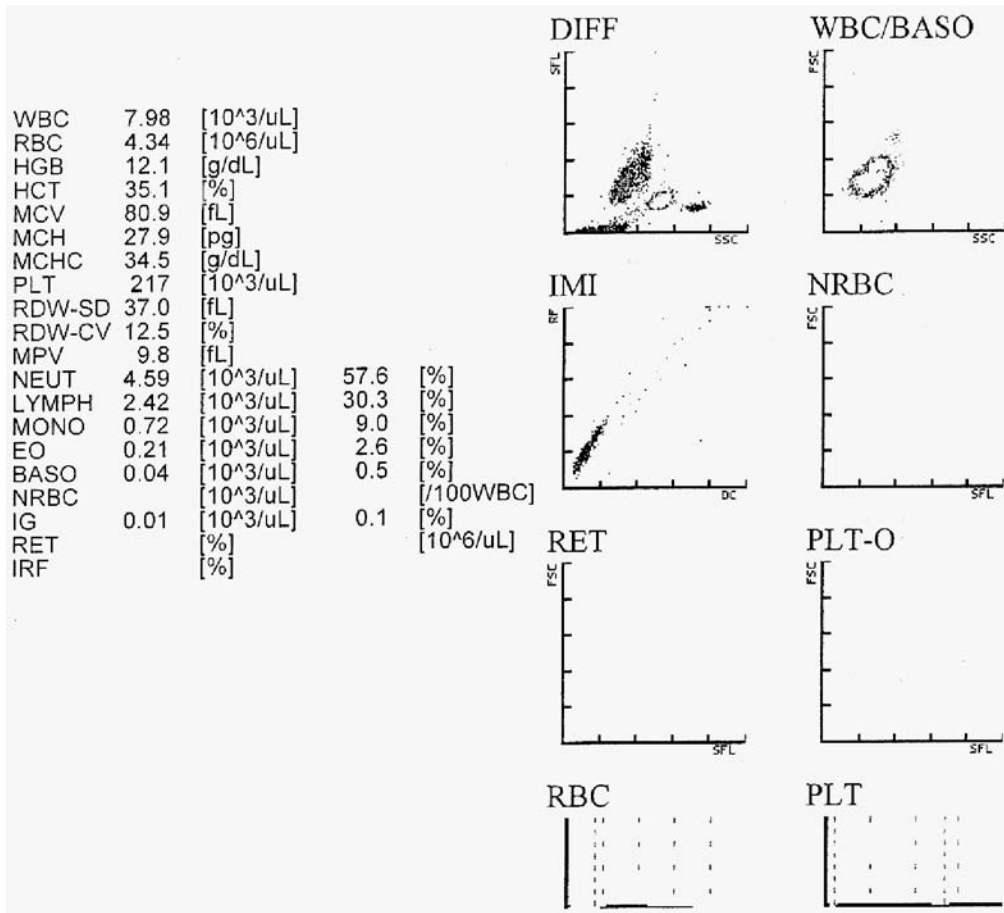 WBC 7.98 [10^3/uL]
RBC 4.34 [10^6/uL]
HGB 12.1 [g/dL]
HCT 35.1 [%]
MCV 80.9 [fL]
MCH 27.9 [pg]
MCHC 34.5 [g/dL]
PLT 217 [10^3/uL]
RDW-SD 37.0 [fL]
RDW-CV 12.5 [%]
MPV 9.8 [fL]
NEUT 4.59 [10^3/uL] 57.6 [%]
LYMPH 2.42 [10^3/uL] 30.3 [%]
MONO 0.72 [10^3/uL] 9.0 [%]
EO 0.21 [10^3/uL] 2.6 [%]
BASO 0.04 [10^3/uL] 0.5 [%]
NRBC [10^3/uL] [/100WBC]
IG 0.01 [10^3/uL] 0.1 [%]
RET [%] [10^6/uL]
IRF [%]
DIFF
SFL
SSC
WBC/BASO
FSC
SSC
IMI
RF
DC
NRBC
FSC
SFL
RET
FSC
SFL
PLT-O
FSC
SFL
RBC
PLT